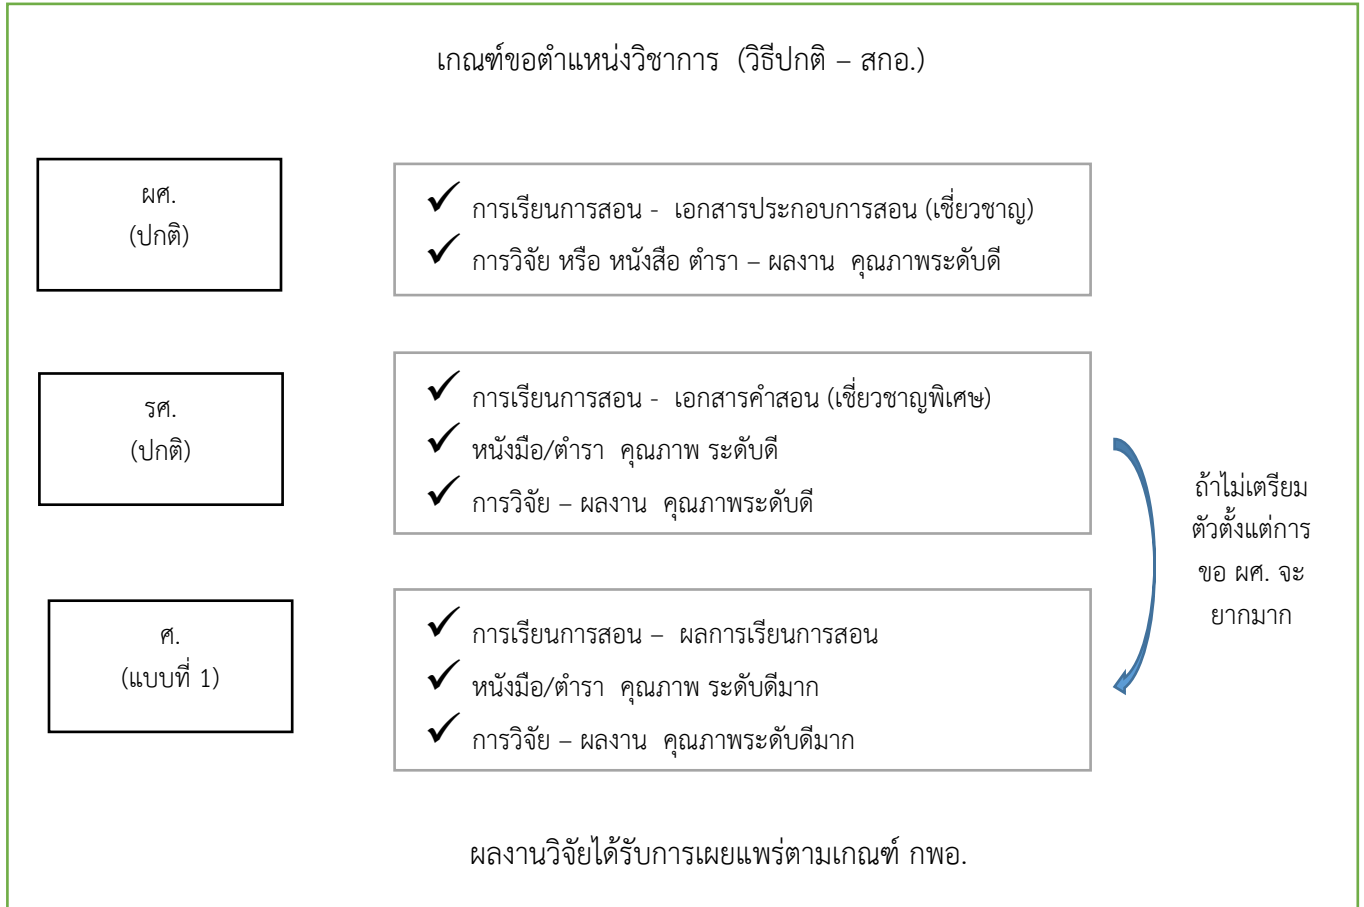 เกณฑ์ขอตำแหน่งวิชาการ (วิธีปกติ – สกอ.)
ผศ.
(ปกติ)
การเรียนการสอน - เอกสารประกอบการสอน (เชี่ยวชาญ)
การวิจัย หรือ หนังสือ ตำรา – ผลงาน คุณภาพระดับดี
รศ.
(ปกติ)
การเรียนการสอน - เอกสารคำสอน (เชี่ยวชาญพิเศษ)
หนังมือ/ตำรา คุณภาพ ระดับดี
การวิจัย – ผลงาน คุณภาพระดับดี
ถ้าไม่เตรียม
ตัวตั้งแต่การ
ขอ ผศ. จะ
ยากมาก
ศ.
(แบบที่ 1)
การเรียนการสอน – ผลการเรียนการสอน
หนังมือ/ตำรา คุณภาพ ระดับดีมาก
การวิจัย – ผลงาน คุณภาพระดับดีมาก
ผลงานวิจัยได้รับการเผยแพร่ตามเกณฑ์ กพอ.